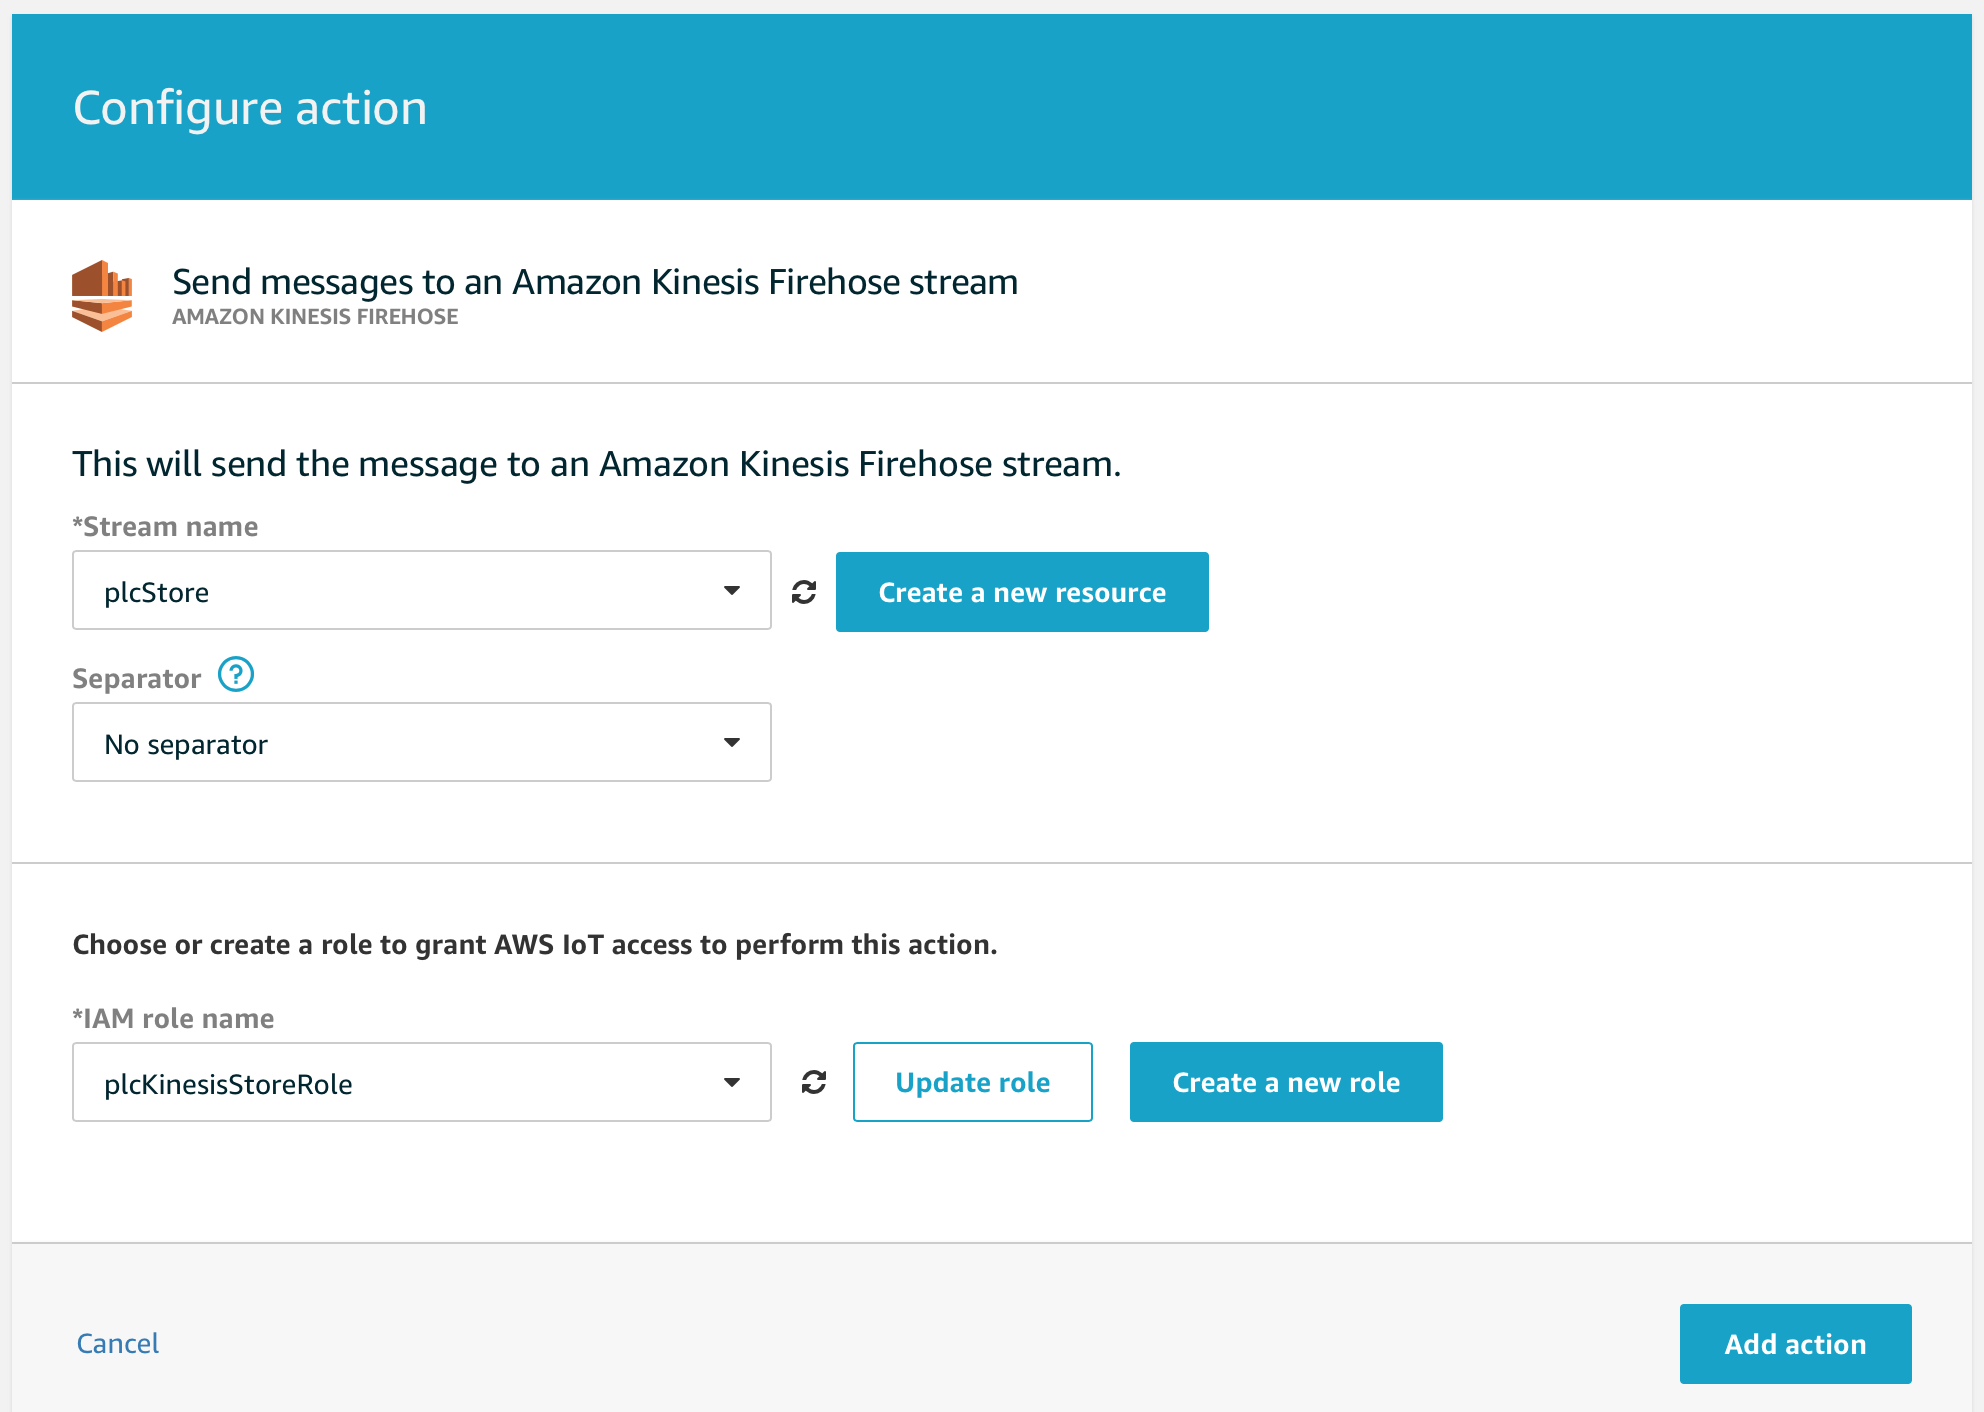 Configure action
Send messages to an Amazon Kinesis Firehose stream
AMAZON KINESIS FIREHOSE
This will send the message to an Amazon Kinesis Firehose stream.
*Stream name
plcStore
Create a new resource
Separator ?
No separator
Choose or create a role to grant AWS IoT access to perform this action.
*IAM role name
plcKinesisStoreRole
Update role
Create a new role
Cancel
Add action